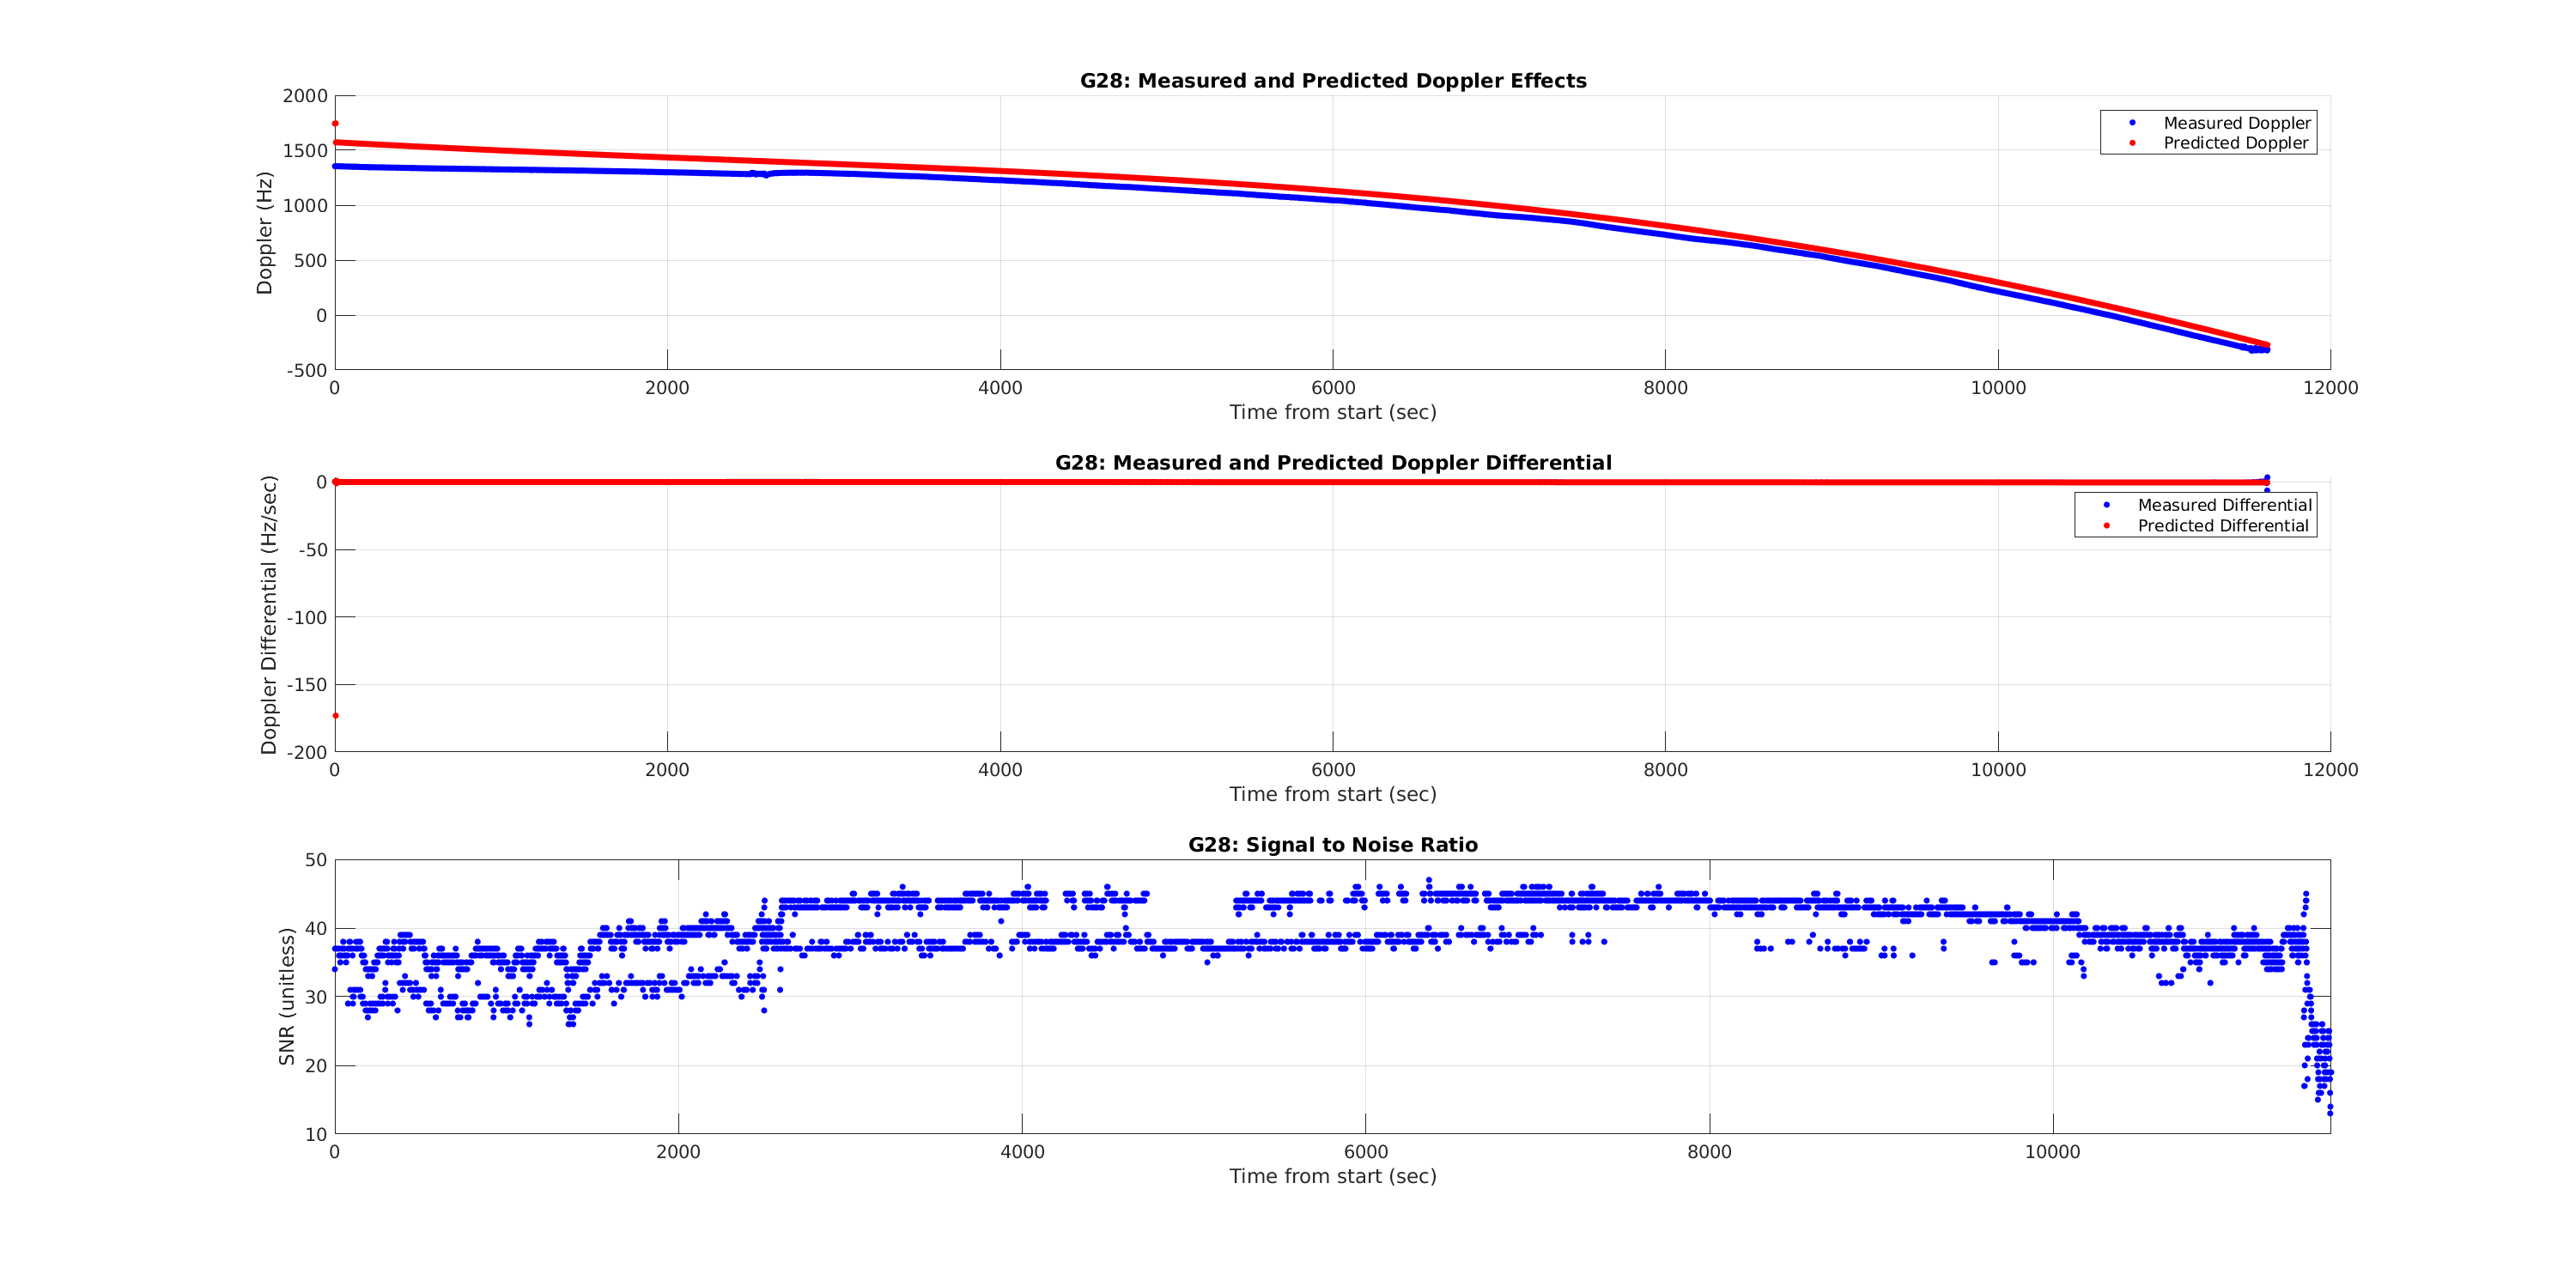 G28: Measured and Predicted Doppler Effects
2000
1500
1000
500
0
-500
Doppler (Hz)
Measured Doppler
Predicted Doppler
0 2000 4000 6000 8000 10000 12000
Time from start (sec)
G28: Measured and Predicted Doppler Differential
0
-50
-100
-150
-200
Doppler Differential (Hz/sec)
Measured Differential
Predicted Differential
0 2000 4000 6000 8000 10000 12000
Time from start (sec)
G28: Signal to Noise Ratio
50
40
30
20
10
SNR (unitless)
0 2000 4000 6000 8000 10000
Time from start (sec)